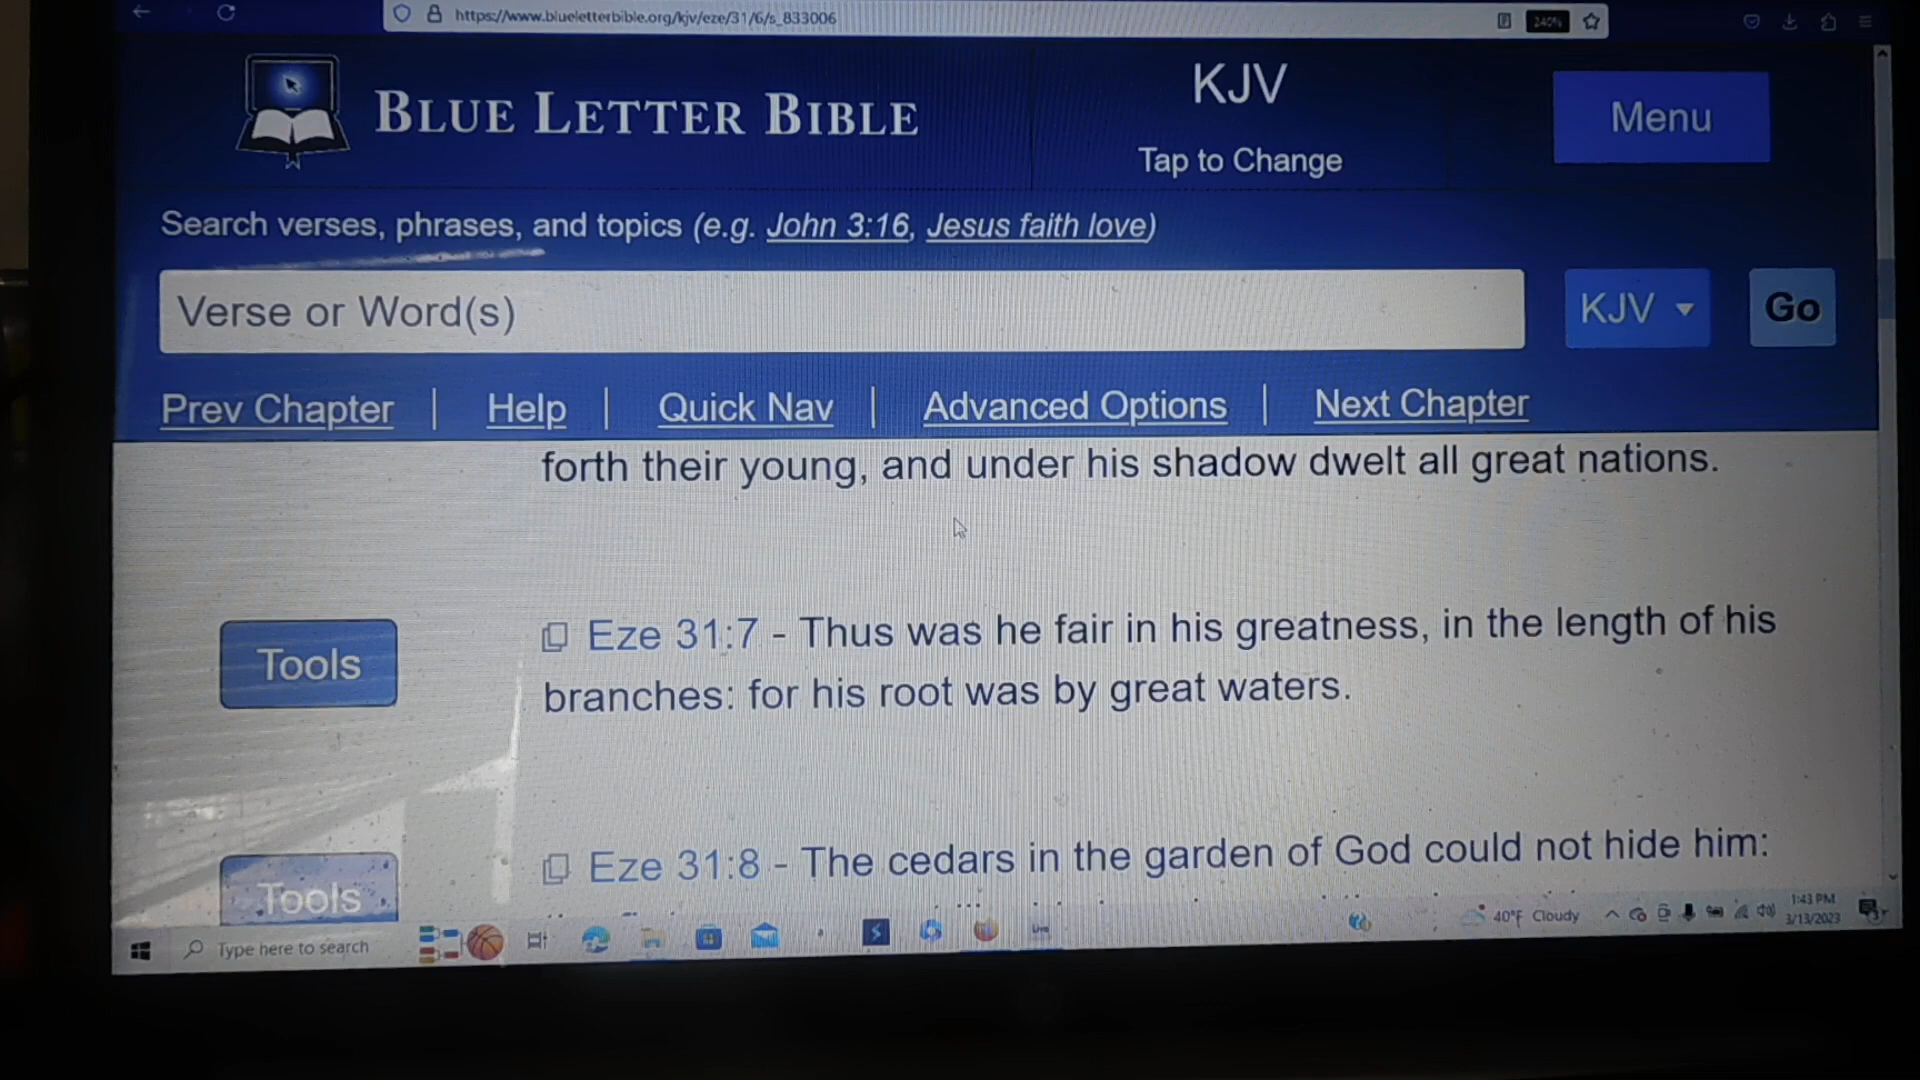 https://www.blueletterbible.org/kjv/eze/31/6/s_833006
240%
BLUE LETTER BIBLE
KJV
Tap to Change
Menu
Search verses, phrases, and topics (e.g. John 3:16, Jesus faith love)
Verse or Word(s)
KJV
Go
Prev Chapter | Help | Quick Nav | Advanced Options | Next Chapter
forth their young, and under his shadow dwelt all great nations.
Tools
Eze 31:7 - Thus was he fair in his greatness, in the length of his
branches: for his root was by great waters.
Tools
Eze 31:8 - The cedars in the garden of God could not hide him:
Type here to search
40°F Cloudy
1:43 PM
3/13/2023